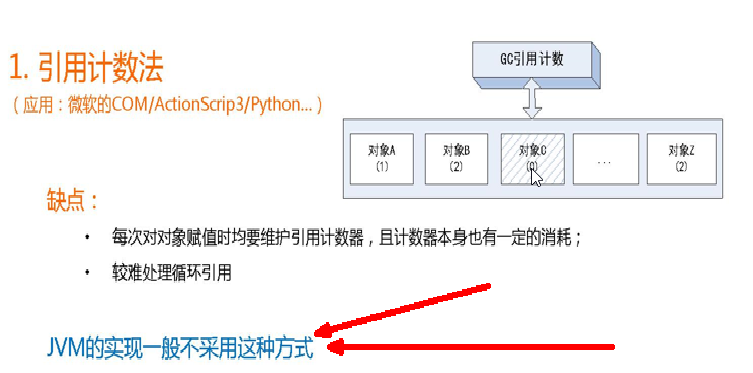 1. 引用计数法
（应用：微软的COM/ActionScrip3/Python...）
GC引用计数
对象A
(1)
对象B
(2)
对象C
(0)
...
对象Z
(2)
缺点：
• 每次对对象赋值时均要维护引用计数器，且计数器本身也有一定的消耗；
• 较难处理循环引用
JVM的实现一般不采用这种方式